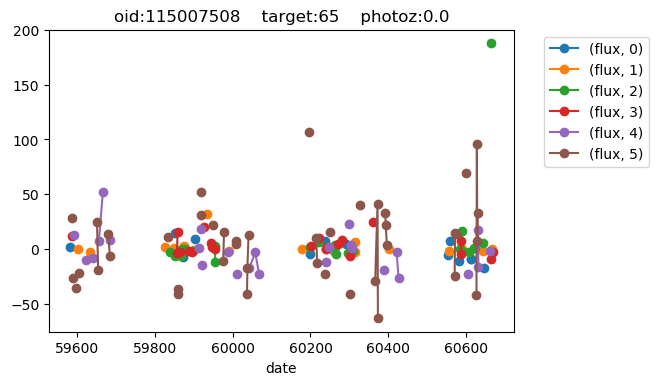 oid:115007508    target:65    photoz:0.0
200
150
100
50
0
−50
59600 59800 60000 60200 60400 60600
date
(flux, 0)
(flux, 1)
(flux, 2)
(flux, 3)
(flux, 4)
(flux, 5)